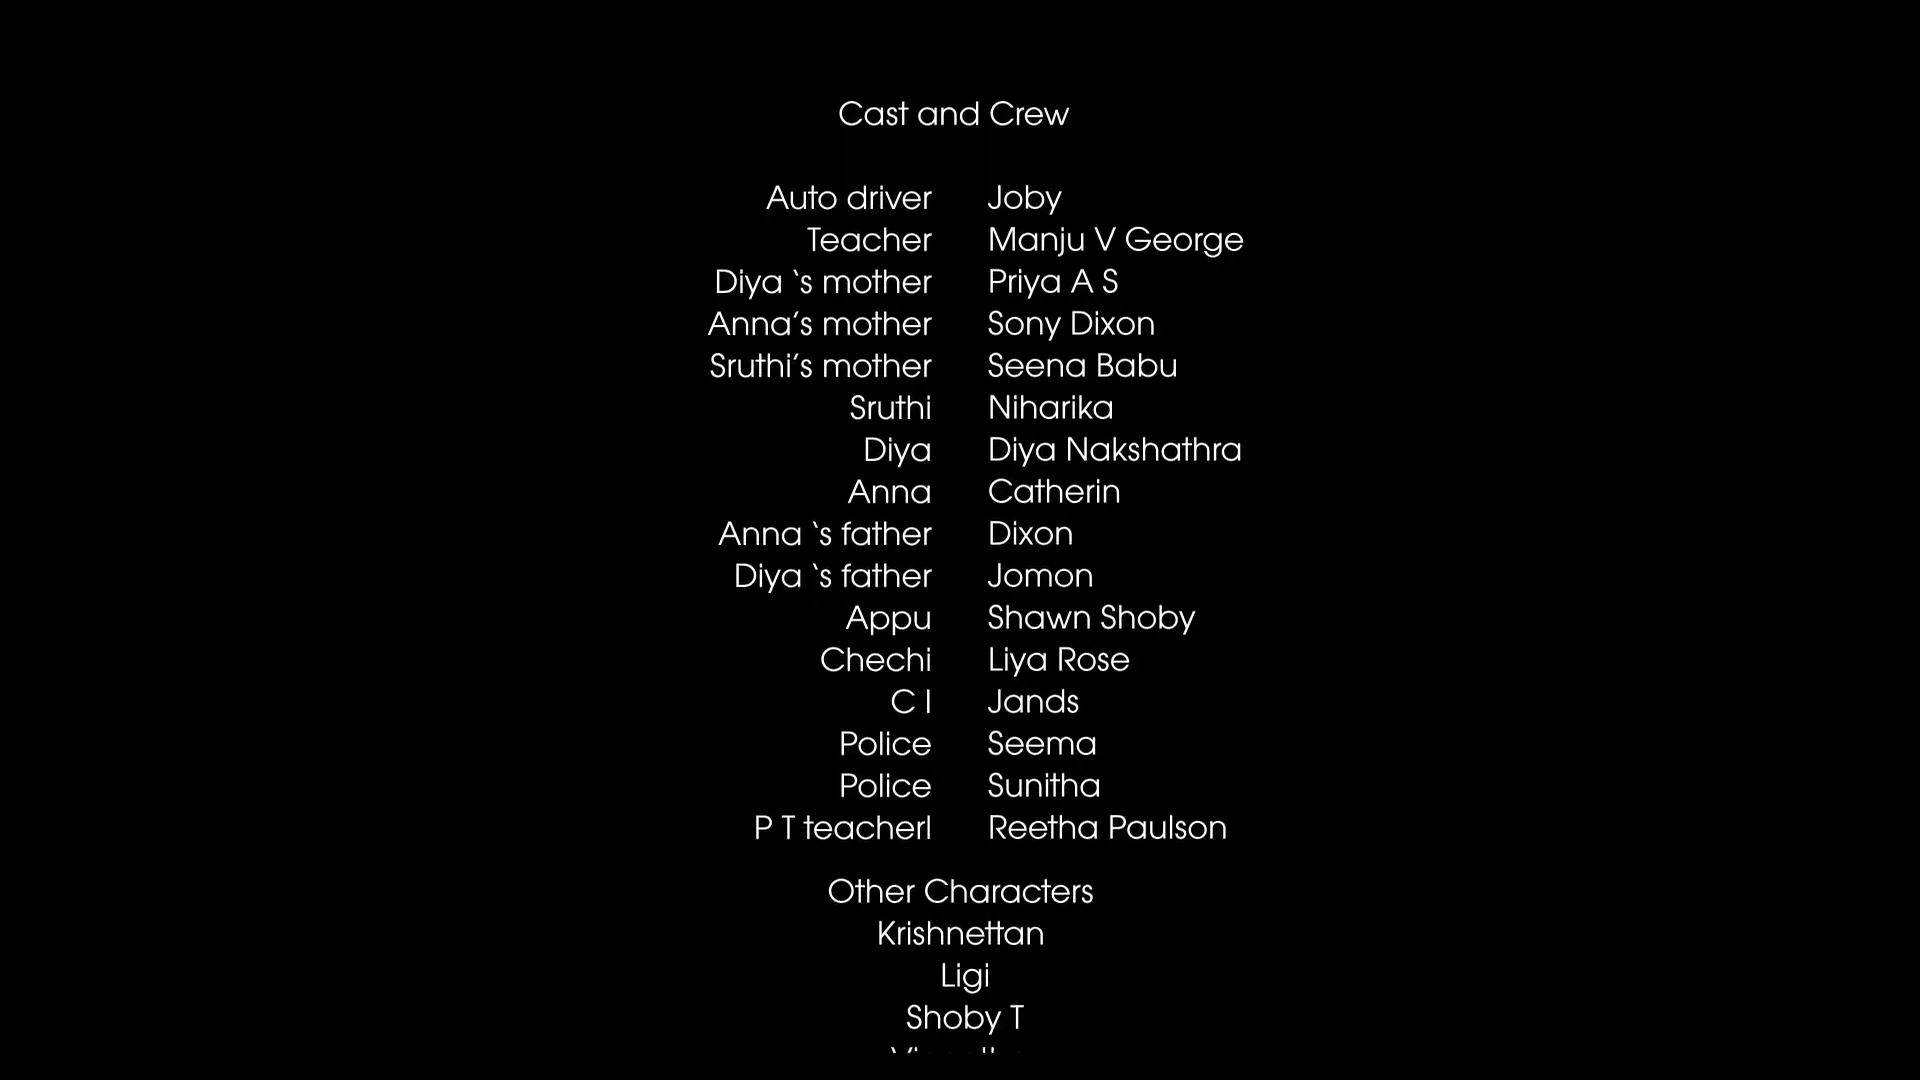 Cast and Crew
Auto driver Joby
Teacher Manju V George
Diya ‘s mother Priya A S
Anna’s mother Sony Dixon
Sruthi’s mother Seena Babu
Sruthi Niharika
Diya Diya Nakshathra
Anna Catherin
Anna ‘s father Dixon
Diya ‘s father Jomon
Appu Shawn Shoby
Chechi Liya Rose
C I Jands
Police Seema
Police Sunitha
P T teacherl Reetha Paulson
Other Characters
Krishnettan
Ligi
Shoby T